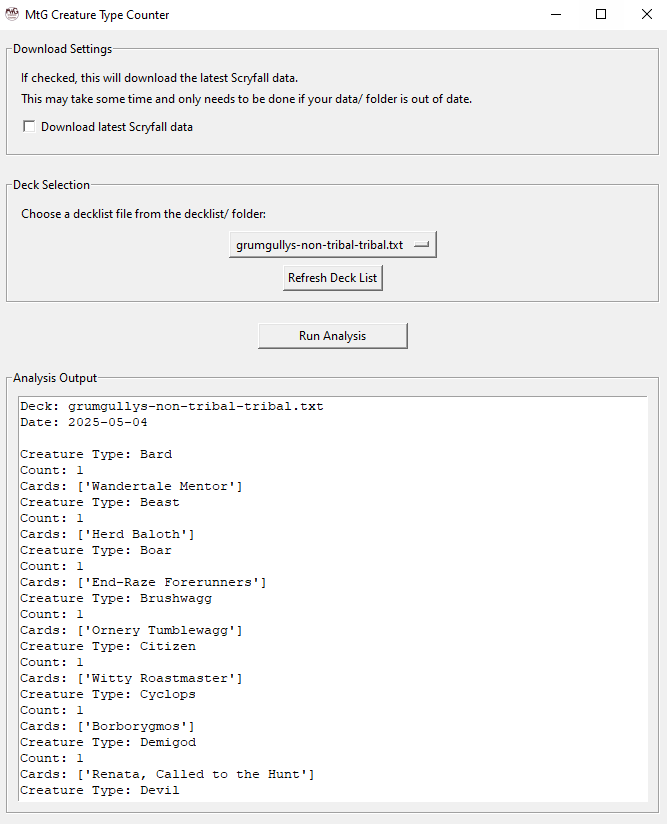 MtG Creature Type Counter
Download Settings
If checked, this will download the latest Scryfall data.
This may take some time and only needs to be done if your data/ folder is out of date.
Download latest Scryfall data
Deck Selection
Choose a decklist file from the decklist/ folder:
grumgullys-non-tribal-tribal.txt
Refresh Deck List
Run Analysis
Analysis Output
Deck: grumgullys-non-tribal-tribal.txt
Date: 2025-05-04
Creature Type: Bard
Count: 1
Cards: ['Wandertale Mentor']
Creature Type: Beast
Count: 1
Cards: ['Herd Baloth']
Creature Type: Boar
Count: 1
Cards: ['End-Raze Forerunners']
Creature Type: Brushwagg
Count: 1
Cards: ['Ornery Tumblewagg']
Creature Type: Citizen
Count: 1
Cards: ['Witty Roastmaster']
Creature Type: Cyclops
Count: 1
Cards: ['Borborygmos']
Creature Type: Demigod
Count: 1
Cards: ['Renata, Called to the Hunt']
Creature Type: Devil